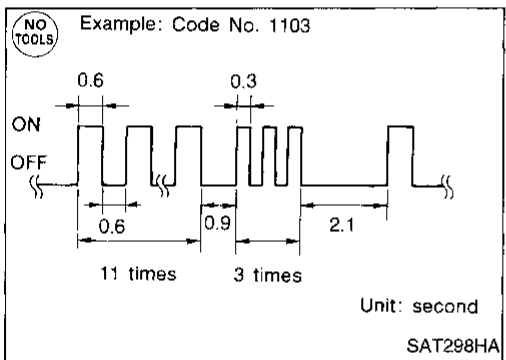 NO TOOLS
Example: Code No. 1103
0.6
0.3
ON
OFF
0.6
0.9
2.1
11 times
3 times
Unit: second
SAT298HA